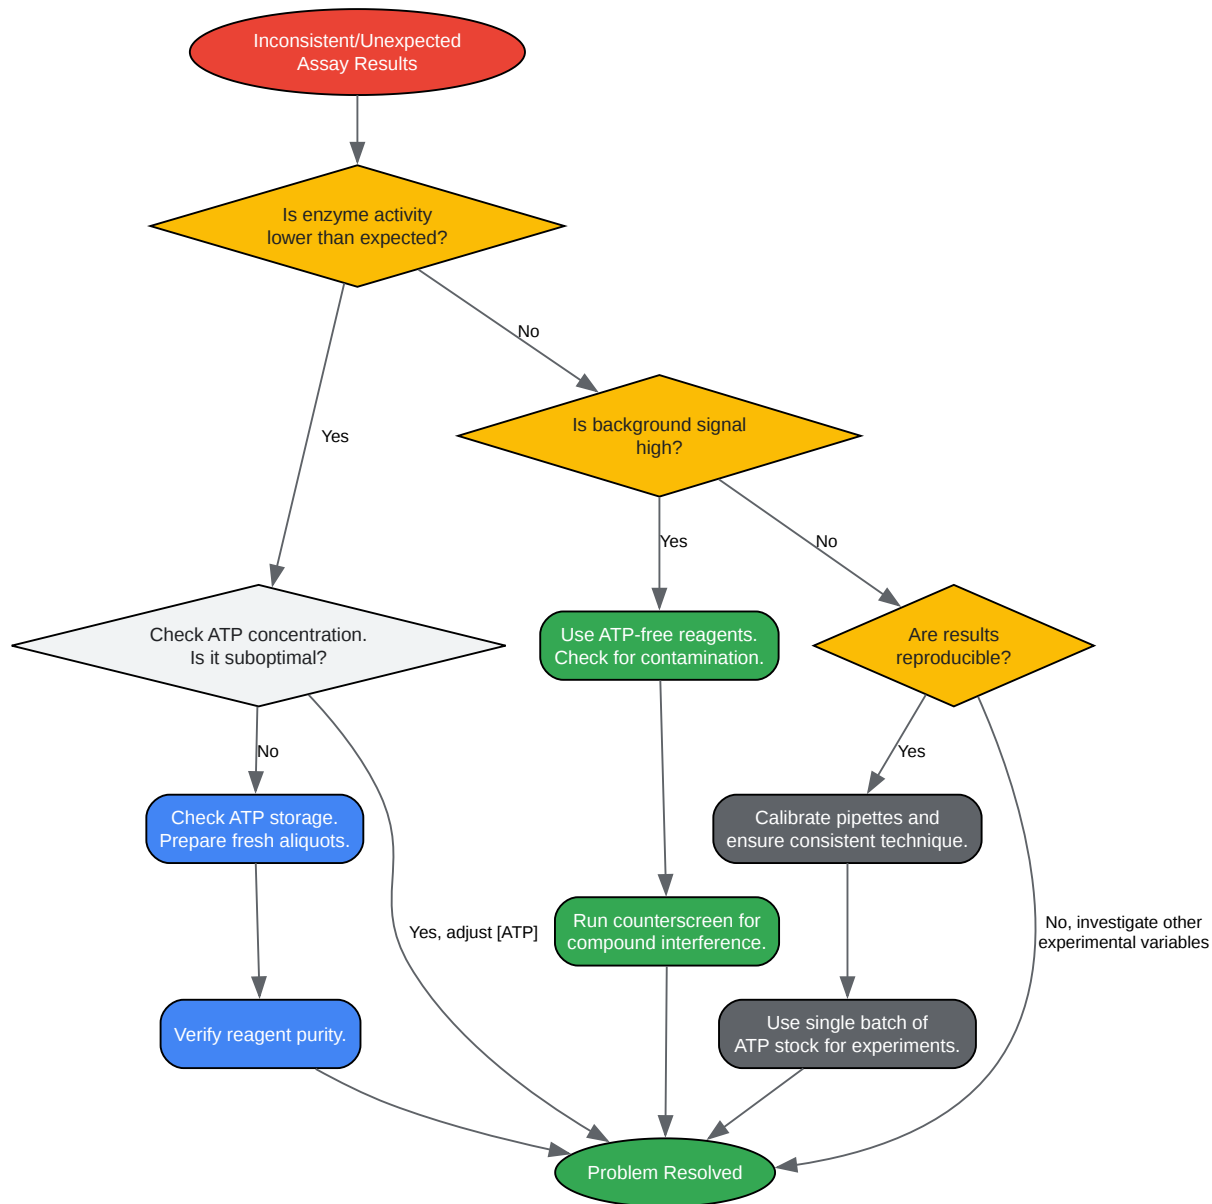 Inconsistent/Unexpected
Assay Results
Is enzyme activity
lower than expected?
No
Is background signal
high?
Yes
Yes
No
Check ATP concentration.
Is it suboptimal?
Use ATP-free reagents.
Check for contamination.
Are results
reproducible?
No
Yes
Check ATP storage.
Prepare fresh aliquots.
Calibrate pipettes and
ensure consistent technique.
Yes, adjust [ATP]
Run counterscreen for
compound interference.
No, investigate other
experimental variables
Verify reagent purity.
Use single batch of
ATP stock for experiments.
Problem Resolved